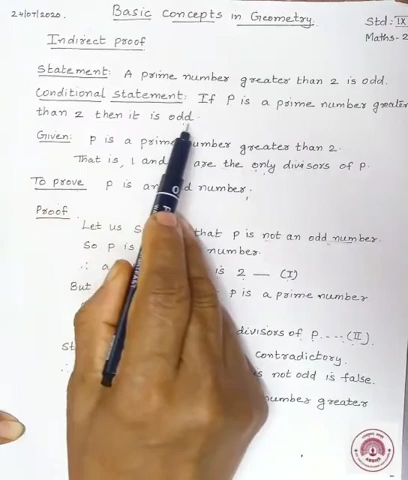 24/07/2020.
Basic Concepts in Geometry.
Std: IX
Maths-2
Indirect proof
Statement: A prime number greater than 2 is odd.
Conditional statement: If P is a prime number greater
than 2 then it is odd.
Given: P is a prime number greater than 2.
That is, 1 and are the only divisors of p.
To prove P is an number.
Proof.
Let us that p is not an odd number.
So p is number.
∴ a is 2 — (I)
But p is a prime number
divisors of p.... (II)
contradictory.
∴ is not odd is false.
number greater